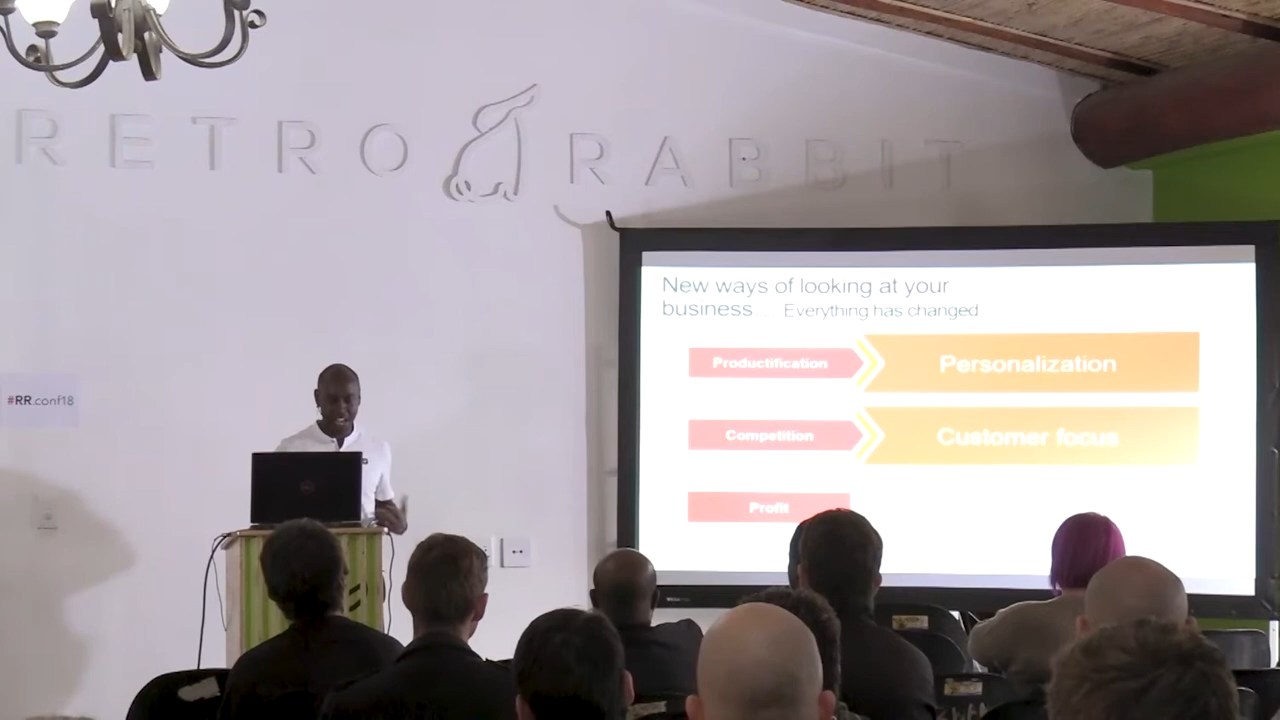 RETRO RABBIT
#RR.conf18
New ways of looking at your
business... Everything has changed
Productification
Personalization
Competition
Customer focus
Profit